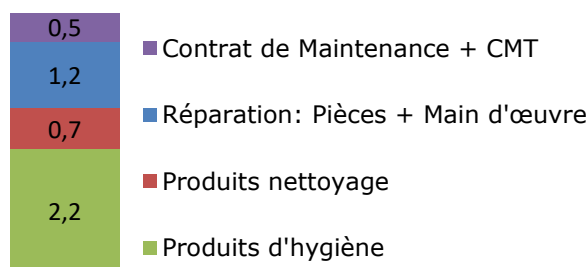 0,5
Contrat de Maintenance + CMT
1,2
Réparation: Pièces + Main d'œuvre
0,7
Produits nettoyage
2,2
Produits d'hygiène